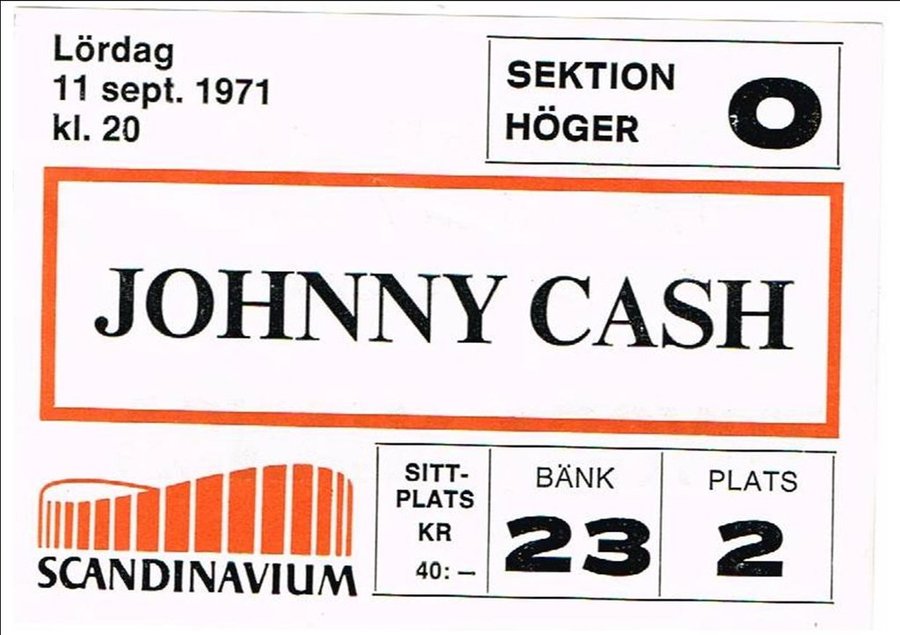 Lördag
11 sept. 1971
kl. 20
SEKTION
HÖGER
O
JOHNNY CASH
SCANDINAVIUM
SITT-
PLATS
KR
40: —
BÄNK
23
PLATS
2